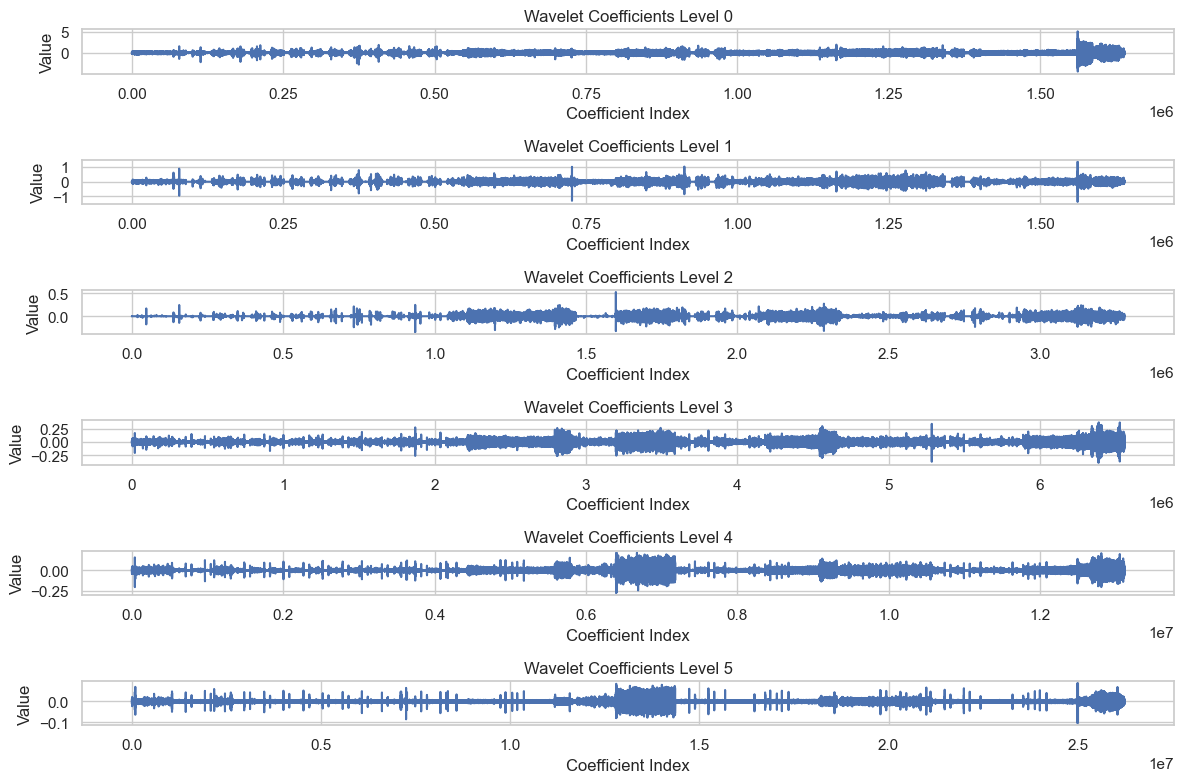 Wavelet Coefficients Level 0
Value
5
0
0.00 0.25 0.50 0.75 1.00 1.25 1.50
1e6
Coefficient Index
Wavelet Coefficients Level 1
Value
1
0
−1
0.00 0.25 0.50 0.75 1.00 1.25 1.50
1e6
Coefficient Index
Wavelet Coefficients Level 2
Value
0.5
0.0
0.0 0.5 1.0 1.5 2.0 2.5 3.0
1e6
Coefficient Index
Wavelet Coefficients Level 3
Value
0.25
0.00
−0.25
0 1 2 3 4 5 6
1e6
Coefficient Index
Wavelet Coefficients Level 4
Value
0.00
−0.25
0.0 0.2 0.4 0.6 0.8 1.0 1.2
1e7
Coefficient Index
Wavelet Coefficients Level 5
Value
0.0
−0.1
0.0 0.5 1.0 1.5 2.0 2.5
1e7
Coefficient Index